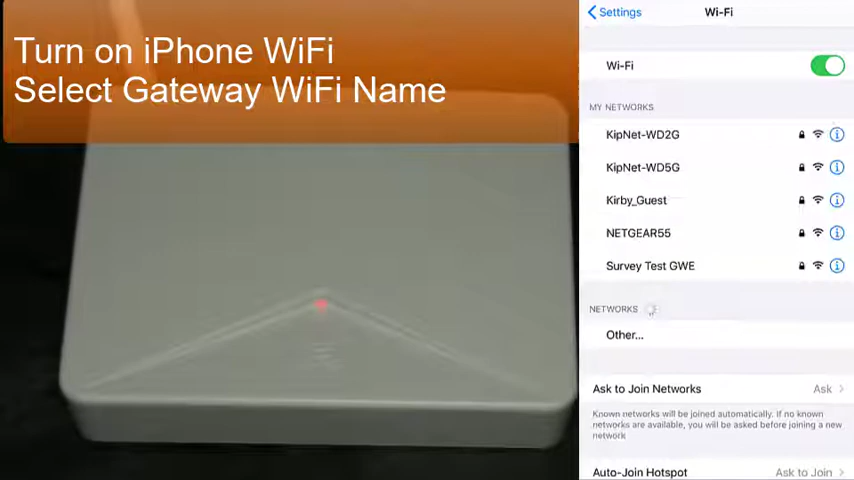 Turn on iPhone WiFi
Select Gateway WiFi Name
Settings
Wi-Fi
Wi-Fi
MY NETWORKS
KipNet-WD2G
KipNet-WD5G
Kirby_Guest
NETGEAR55
Survey Test GWE
NETWORKS
Other...
Ask to Join Networks Ask
Known networks will be joined automatically. If no known
networks are available, you will be asked before joining a new
network
Auto-Join Hotspot Ask to Join